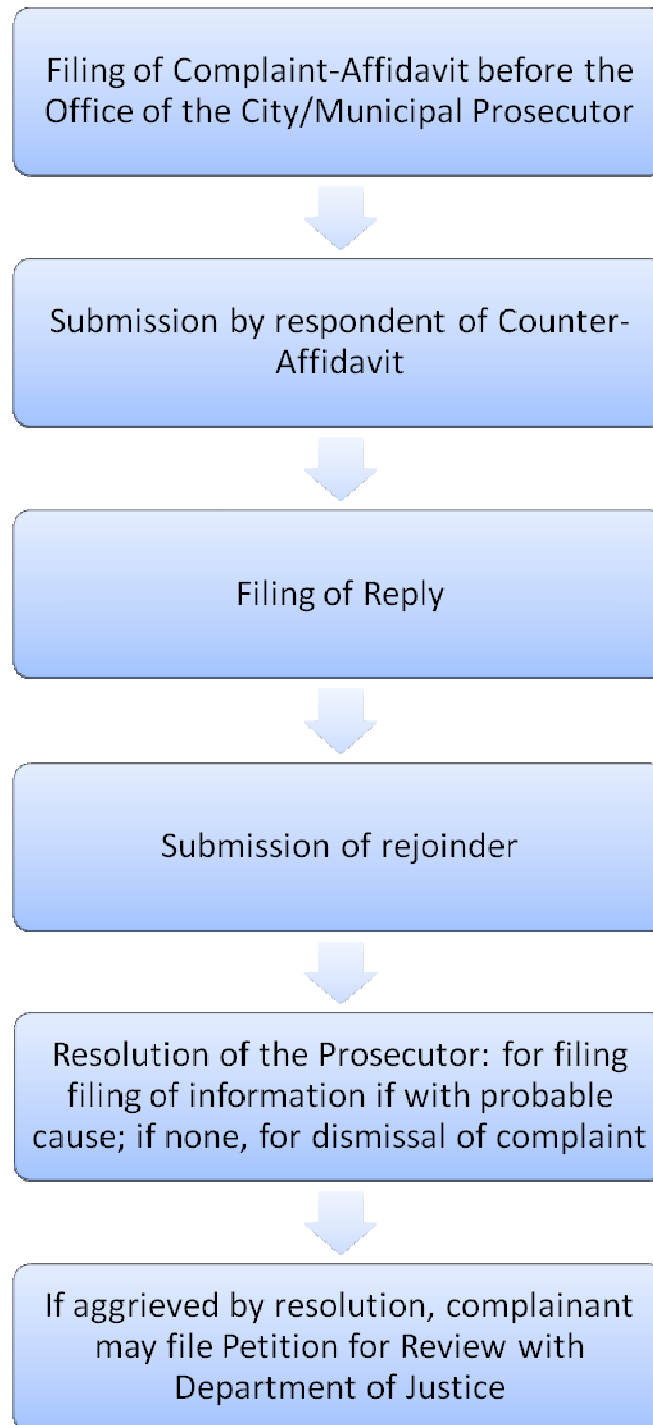 Filing of Complaint-Affidavit before the
Office of the City/Municipal Prosecutor
Submission by respondent of Counter-
Affidavit
Filing of Reply
Submission of rejoinder
Resolution of the Prosecutor: for filing
filing of information if with probable
cause; if none, for dismissal of complaint
If aggrieved by resolution, complainant
may file Petition for Review with
Department of Justice